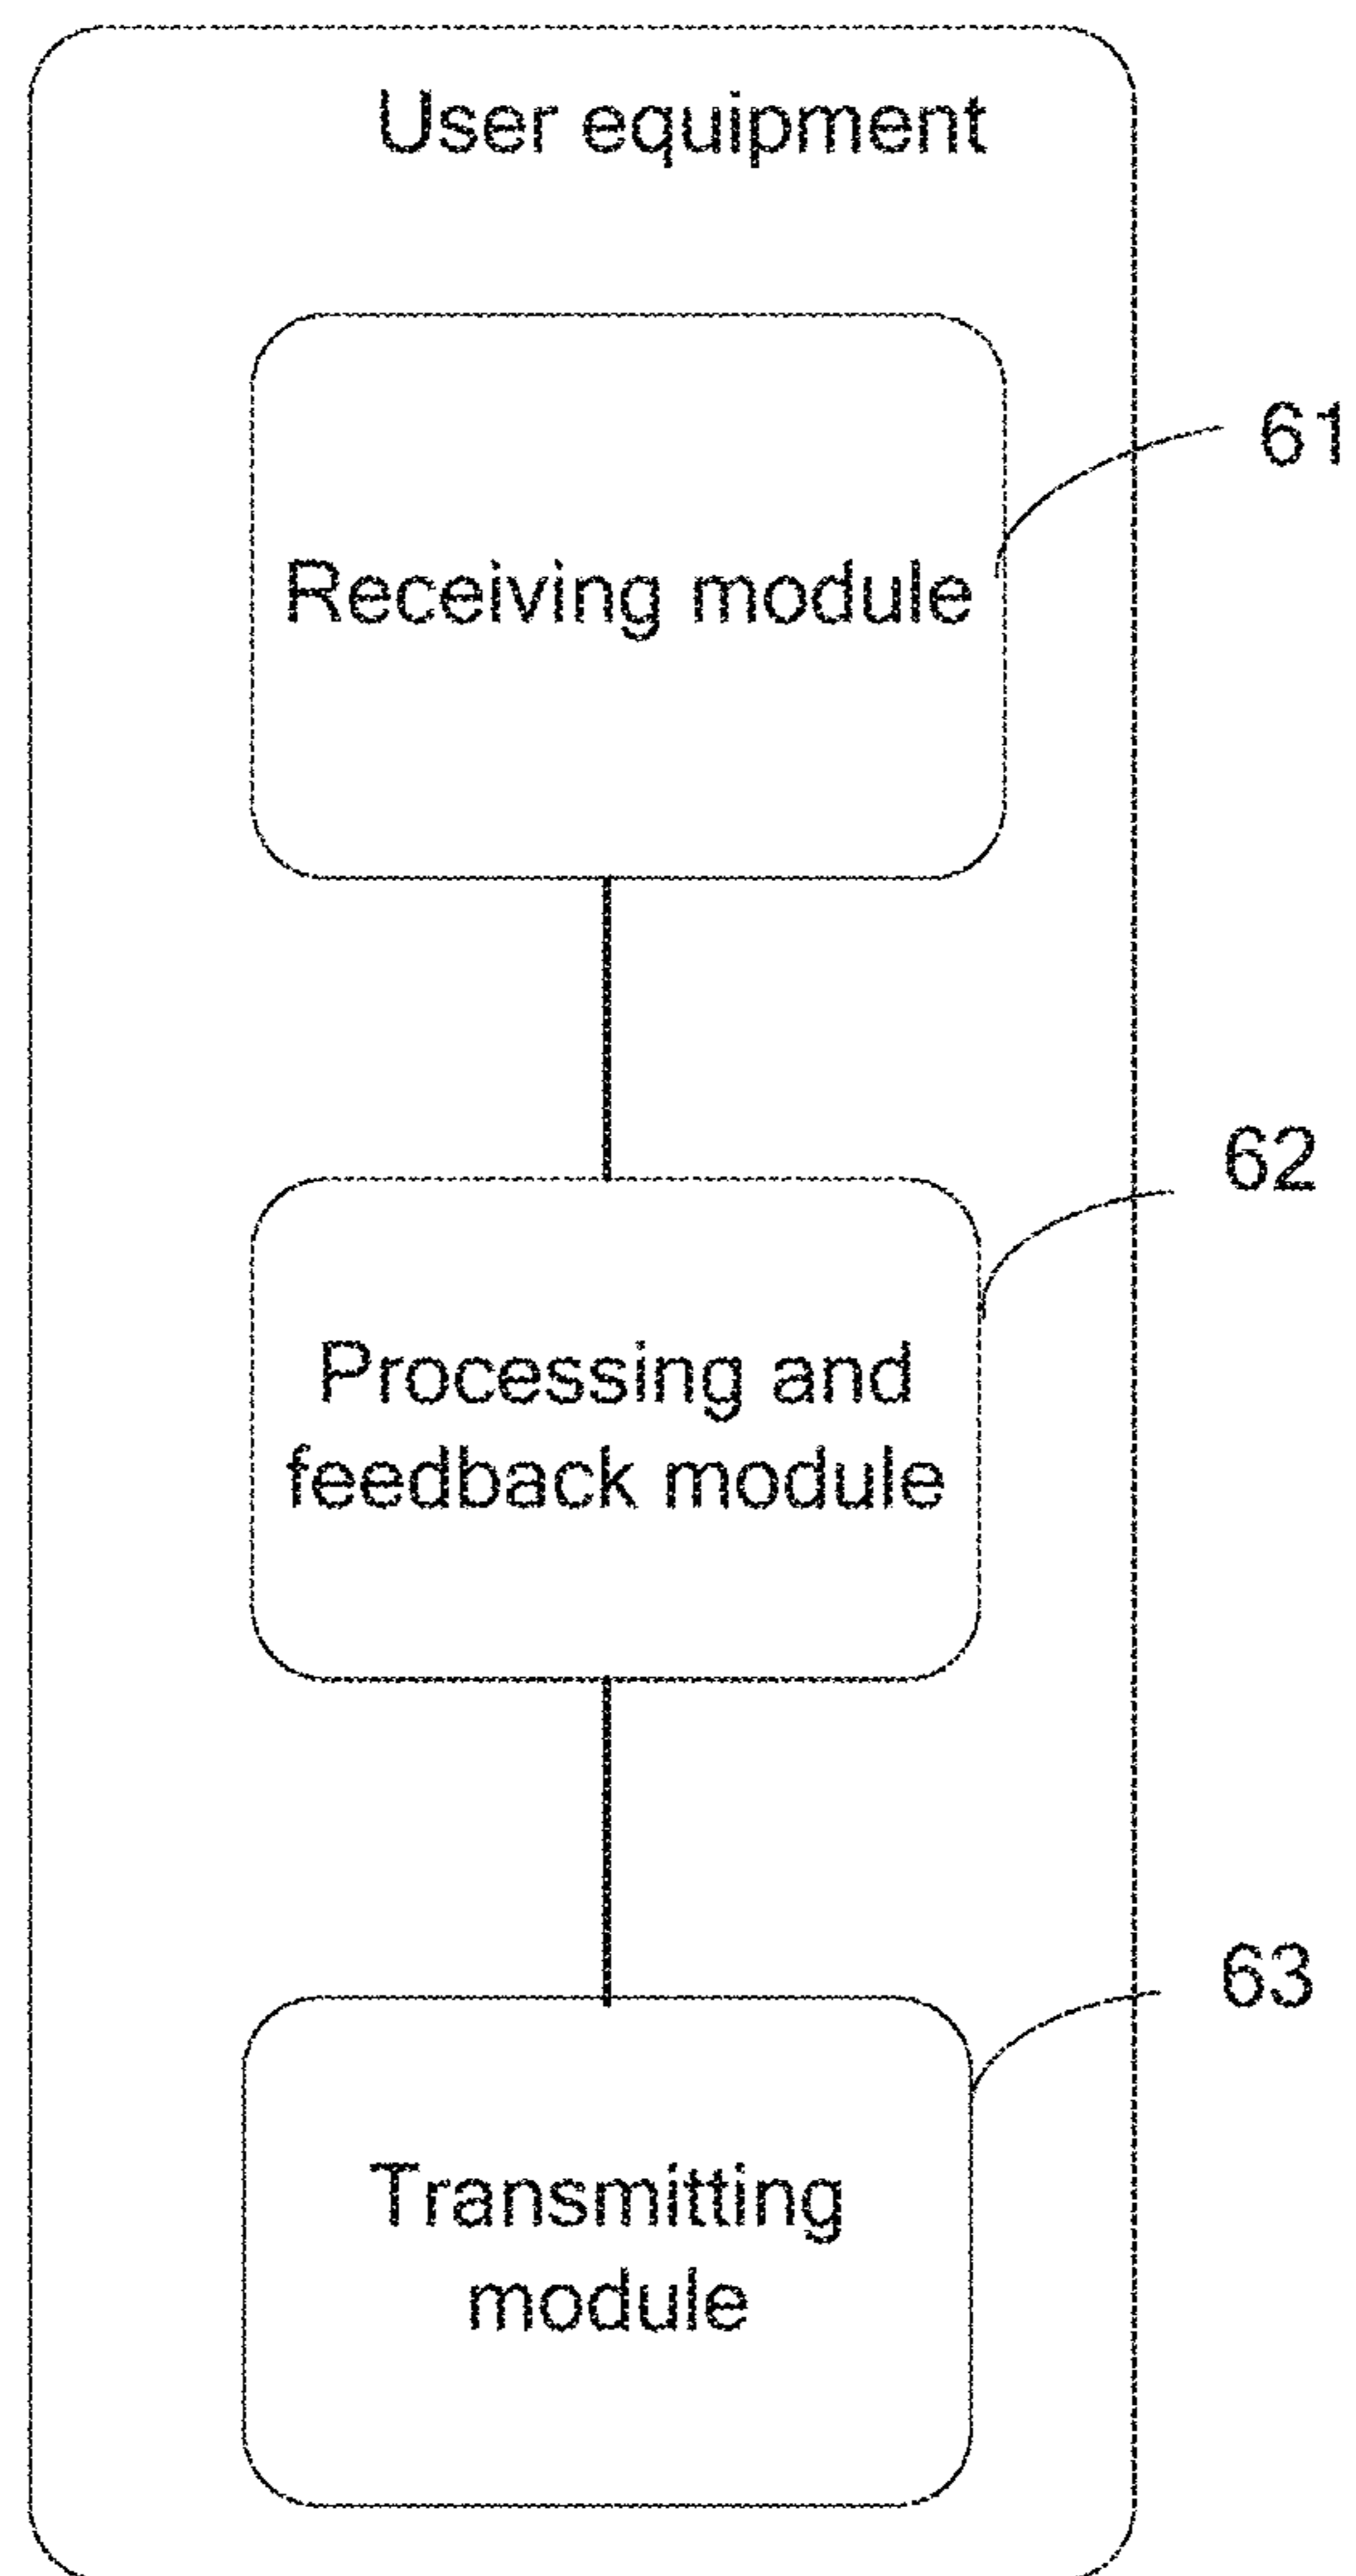 User equipment
61
Receiving module
62
Processing and
feedback module
63
Transmitting
module